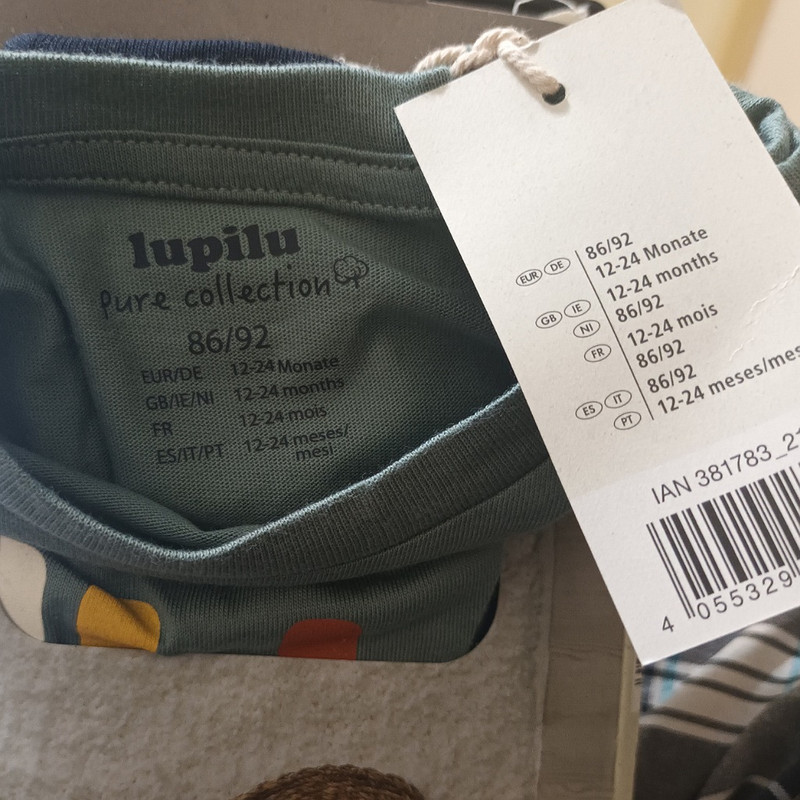 lupilu
pure collection
86/92
EUR/DE 12-24 Monate
GB/IE/NI 12-24 months
FR 12-24 mois
ES/IT/PT 12-24 meses/
mesi
86/92
EUR DE 12-24 Monate
12-24 months
GB IE 86/92
NI
12-24 mois
FR 86/92
86/92
ES IT 12-24 meses/
PT
IAN 381783_21
4 055329